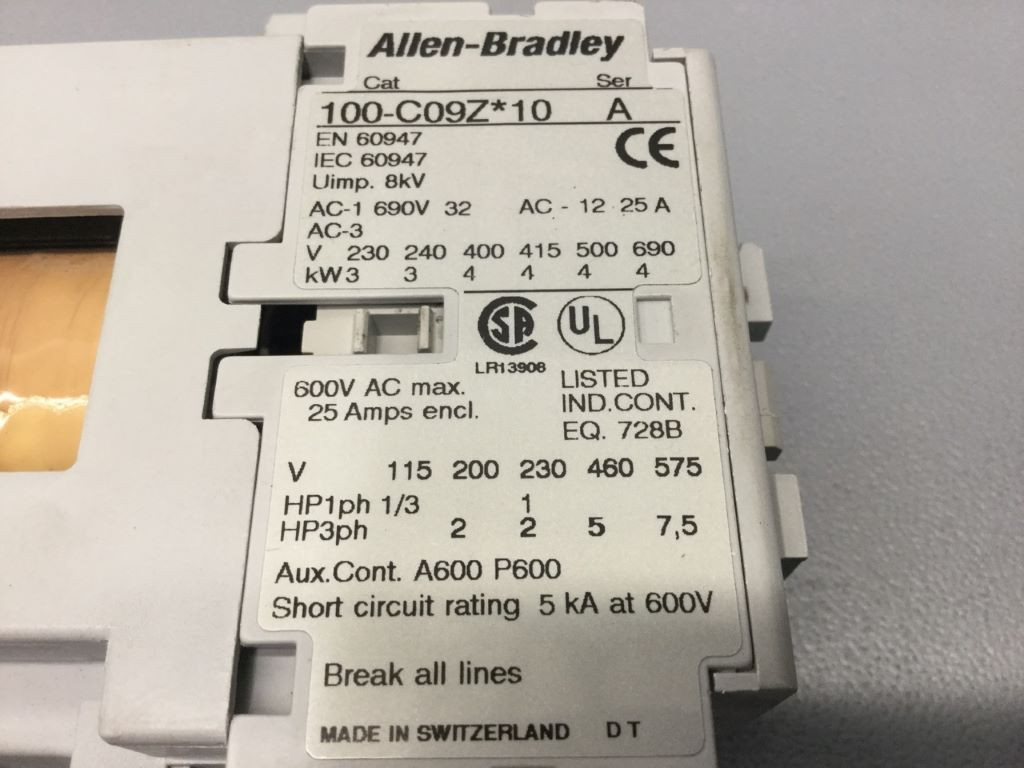 Allen-Bradley
Cat Ser
100-C09Z*10 A
EN 60947
IEC 60947
CE
Uimp. 8kV
AC-1 690V 32 AC - 12 25 A
AC-3
V 230 240 400 415 500 690
kW 3 3 4 4 4 4
SA UL
LR13908
600V AC max.
25 Amps encl.
LISTED
IND.CONT.
EQ. 728B
V 115 200 230 460 575
HP1ph 1/3 1
HP3ph 2 2 5 7,5
Aux.Cont. A600 P600
Short circuit rating 5 kA at 600V
Break all lines
MADE IN SWITZERLAND D T